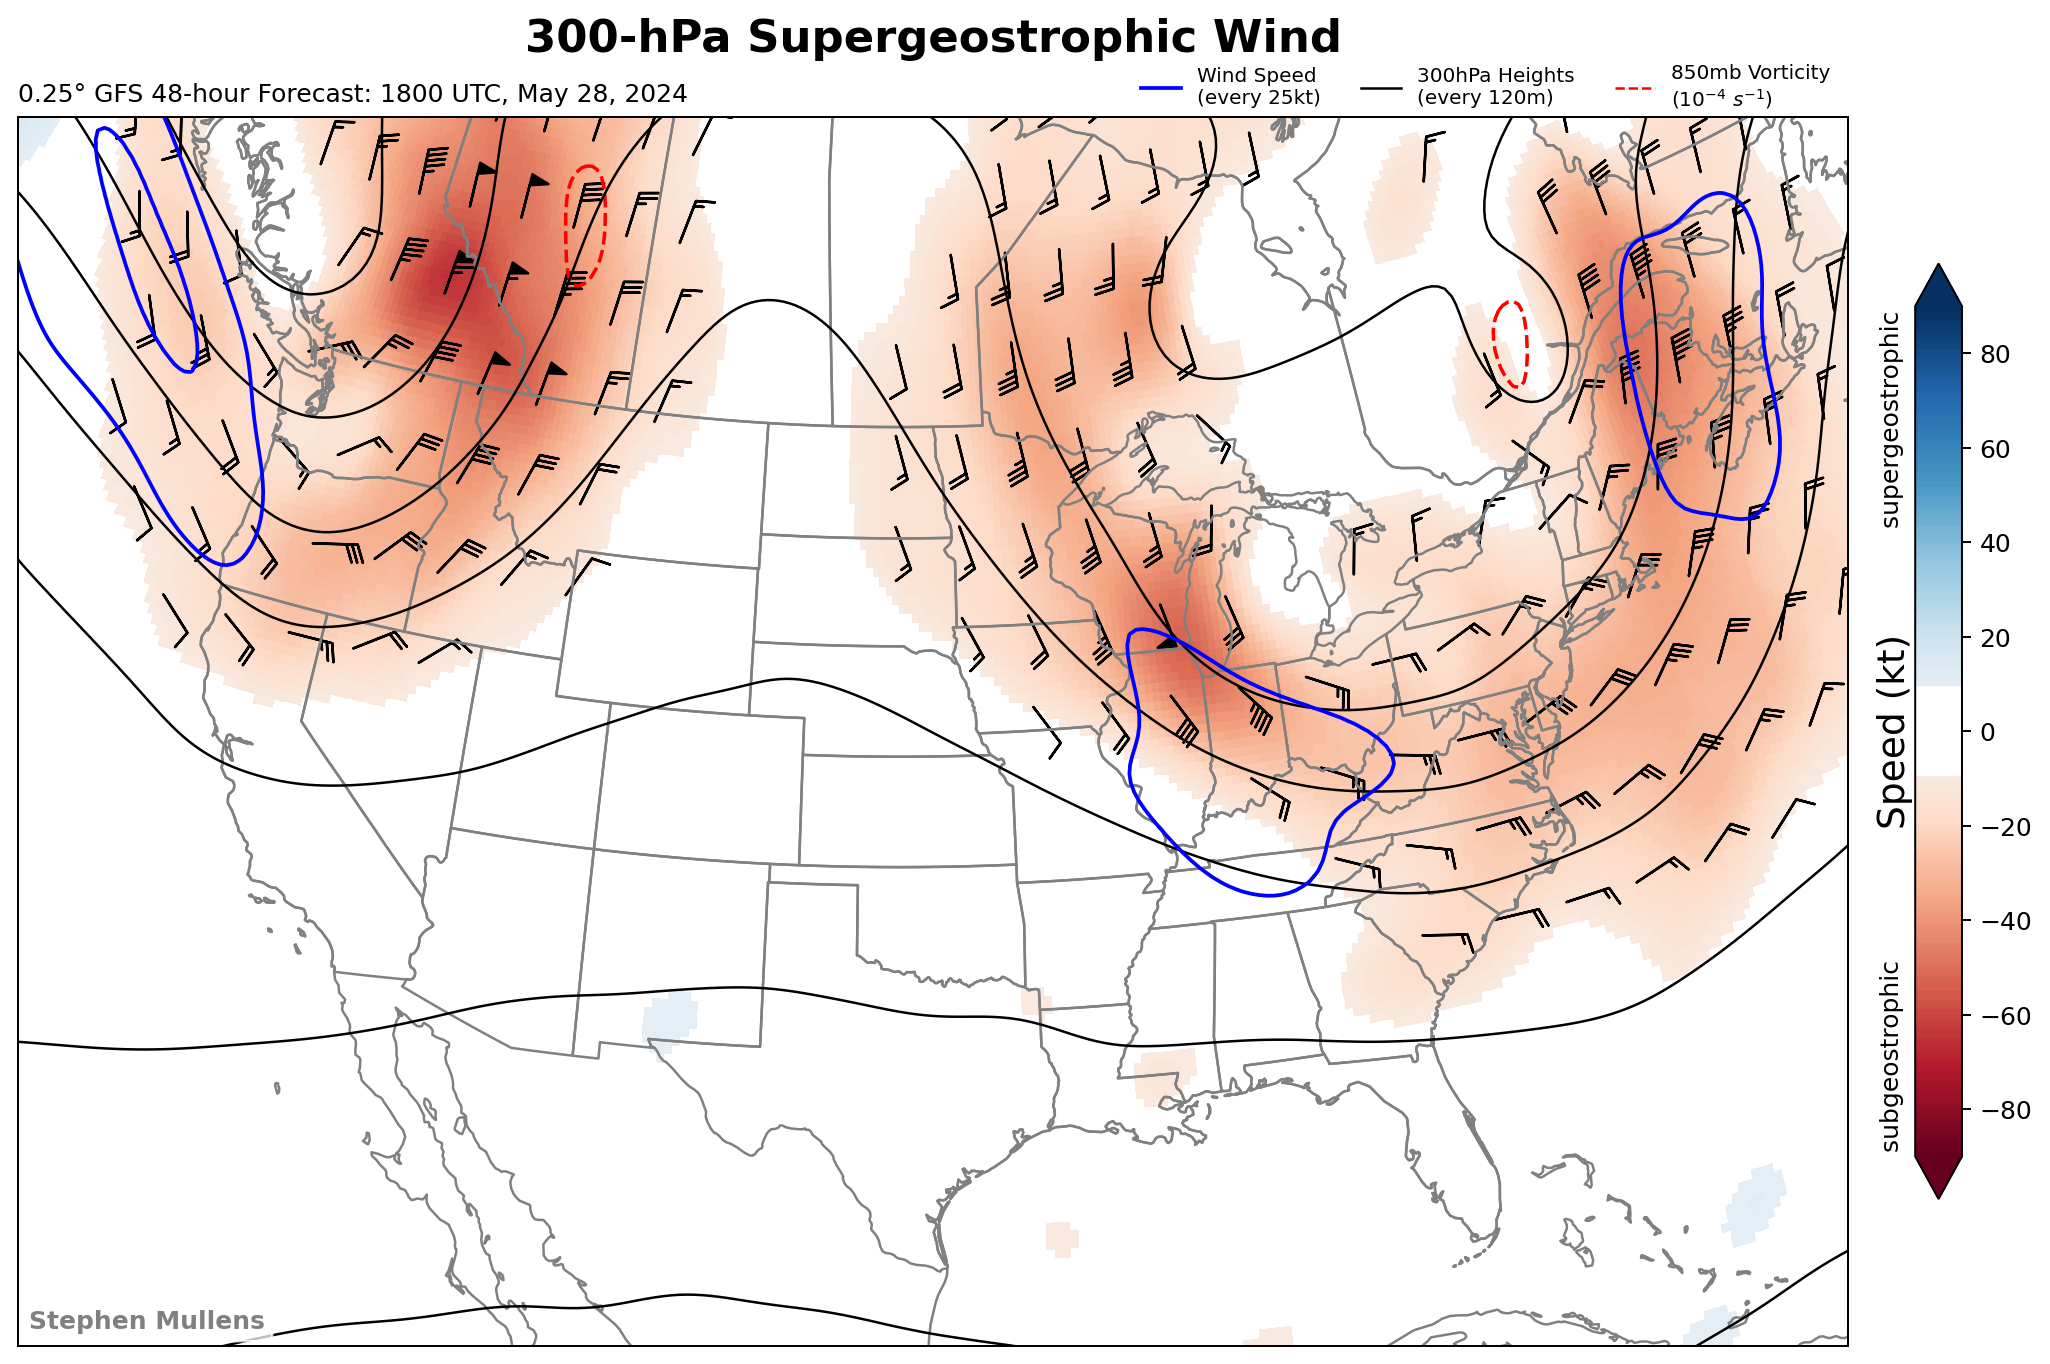 300-hPa Supergeostrophic Wind
0.25° GFS 48-hour Forecast: 1800 UTC, May 28, 2024
Wind Speed
(every 25kt)
300hPa Heights
(every 120m)
850mb Vorticity
(10⁻⁴ s⁻¹)
supergeostrophic
Speed (kt)
subgeostrophic
80
60
40
20
0
−20
−40
−60
−80
Stephen Mullens